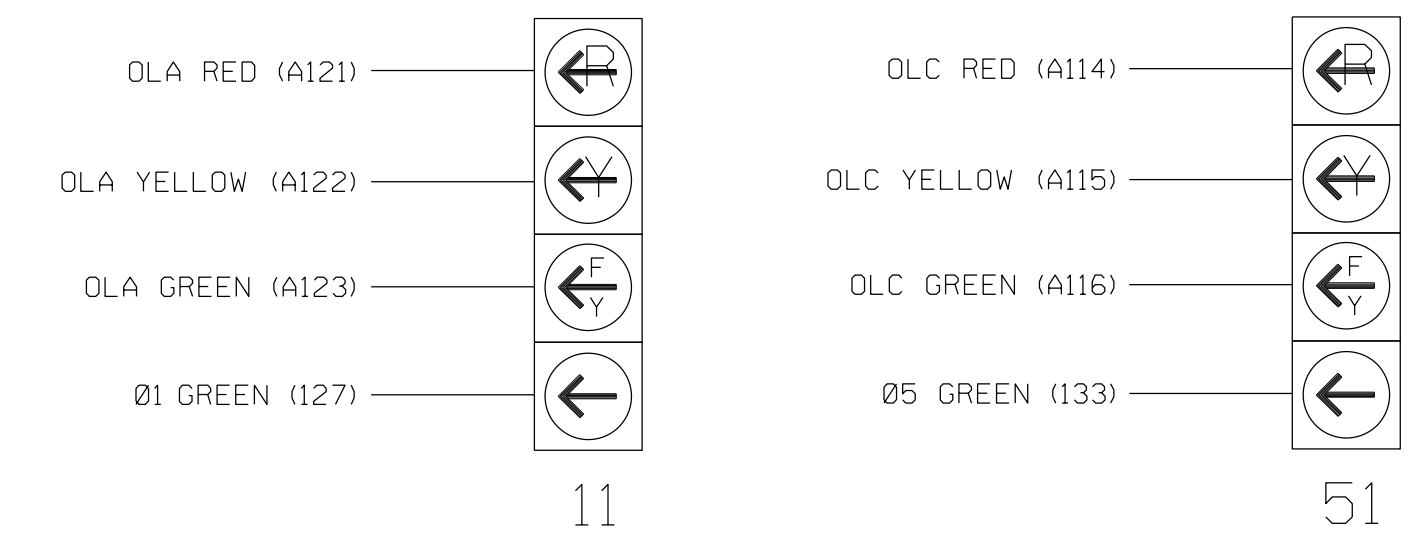 OLA RED (A121)
R
OLA YELLOW (A122)
Y
OLA GREEN (A123)
F
Y
Ø1 GREEN (127)
11
OLC RED (A114)
R
OLC YELLOW (A115)
Y
OLC GREEN (A116)
F
Y
Ø5 GREEN (133)
51